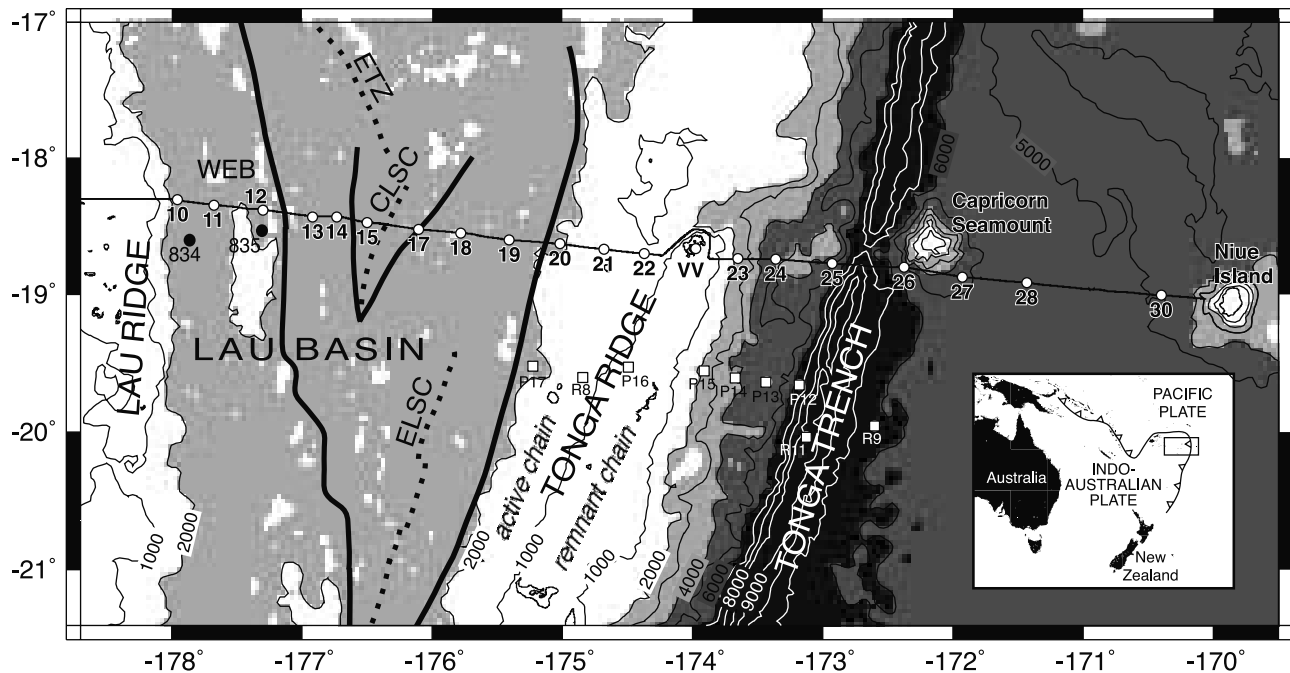 -17°
-18°
-19°
-20°
-21°
-178°
-177°
-176°
-175°
-174°
-173°
-172°
-171°
-170°
ETZ
CLSC
WEB
10
11
12
13
14
15
17
18
19
20
21
22
VV
23
24
25
26
27
28
30
834
835
Capricorn
Seamount
Niue
Island
6000
5000
LAU RIDGE
LAU BASIN
ELSC
TONGA RIDGE
active chain
remnant chain
TONGA TRENCH
P17
R8
P16
P15
P14
P13
P12
R11
R9
1000
2000
2000
1000
1000
2000
4000
6000
8000
9000
PACIFIC
PLATE
Australia
INDO-
AUSTRALIAN
PLATE
New
Zealand